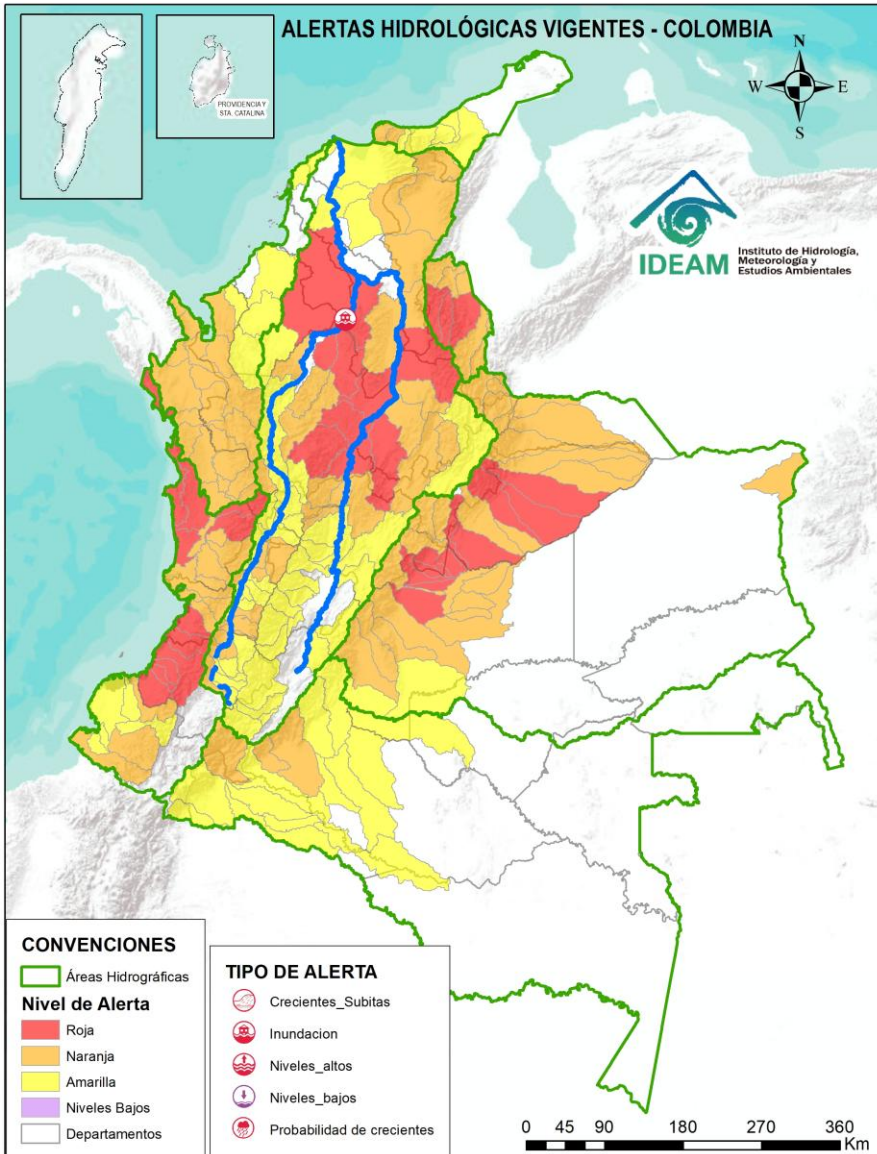 ALERTAS HIDROLÓGICAS VIGENTES - COLOMBIA
PROVIDENCIA Y
STA. CATALINA
N
W
E
S
IDEAM
Instituto de Hidrología,
Meteorología y
Estudios Ambientales
CONVENCIONES
Áreas Hidrográficas
Nivel de Alerta
Roja
Naranja
Amarilla
Niveles Bajos
Departamentos
TIPO DE ALERTA
Crecientes_Subitas
Inundacion
Niveles_altos
Niveles_bajos
Probabilidad de crecientes
0 45 90 180 270 360
Km